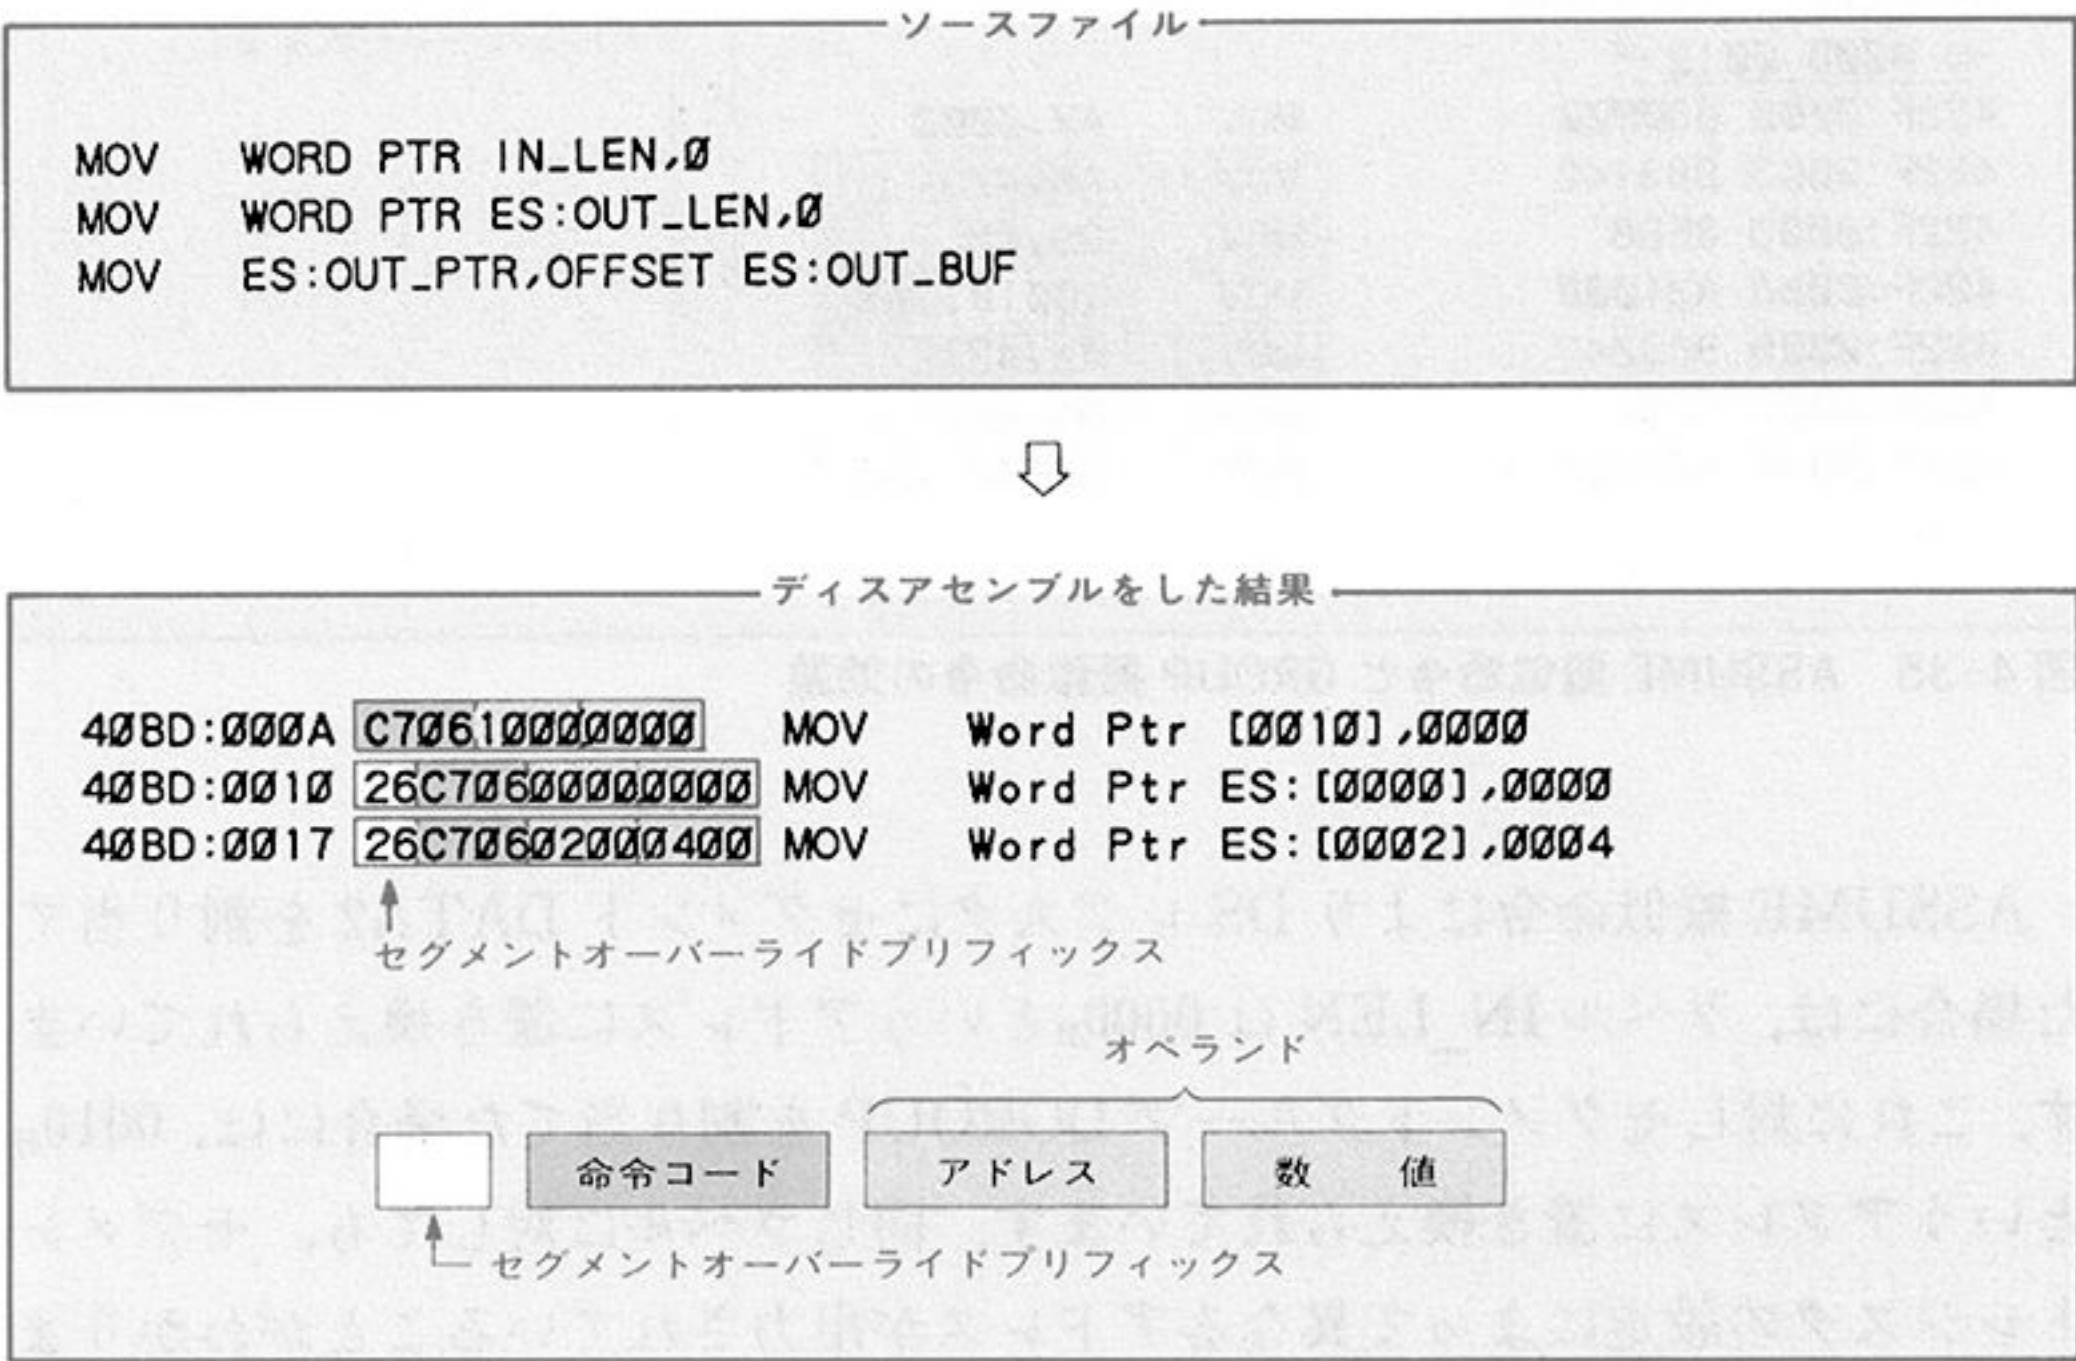 ソースファイル
MOV WORD PTR IN_LEN,0
MOV WORD PTR ES:OUT_LEN,0
MOV ES:OUT_PTR,OFFSET ES:OUT_BUF
ディスアセンブルをした結果
40BD:000A C70610000000 MOV Word Ptr [0010],0000
40BD:0010 26C70600000000 MOV Word Ptr ES:[0000],0000
40BD:0017 26C70602000400 MOV Word Ptr ES:[0002],0004
セグメントオーバーライドプリフィックス
オペランド
命令コード アドレス 数 値
セグメントオーバーライドプリフィックス